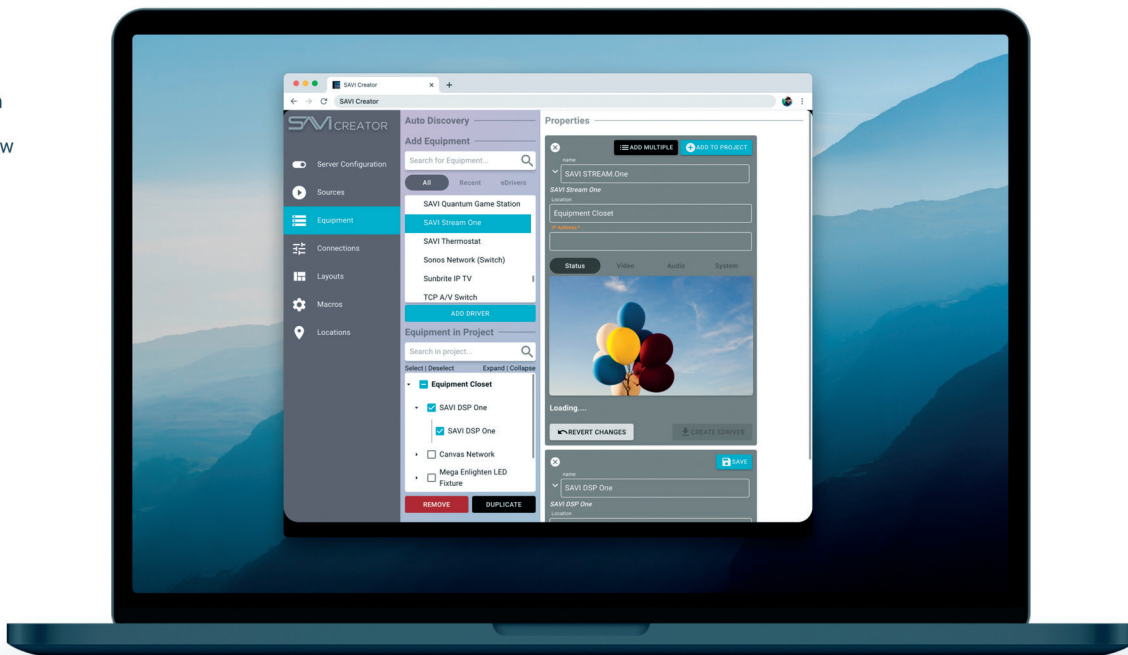 w
SAVI Creator
SAVI Creator
SAVI CREATOR
Server Configuration
Sources
Equipment
Connections
Layouts
Macros
Locations
Auto Discovery
Add Equipment
Search for Equipment...
All Recent eDrivers
SAVI Quantum Game Station
SAVI Stream One
SAVI Thermostat
Sonos Network (Switch)
Sunbrite IP TV
TCP A/V Switch
ADD DRIVER
Equipment in Project
Search in project...
Select | Deselect Expand | Collapse
Equipment Closet
SAVI DSP One
SAVI DSP One
Canvas Network
Mega Enlighten LED
Fixture
REMOVE DUPLICATE
Properties
ADD MULTIPLE ADD TO PROJECT
name
SAVI STREAM.One
SAVI Stream One
Location
Equipment Closet
IP Address *
Status Video Audio System
Loading....
REVERT CHANGES CREATE EDRIVER
SAVE
name
SAVI DSP One
SAVI DSP One
Location